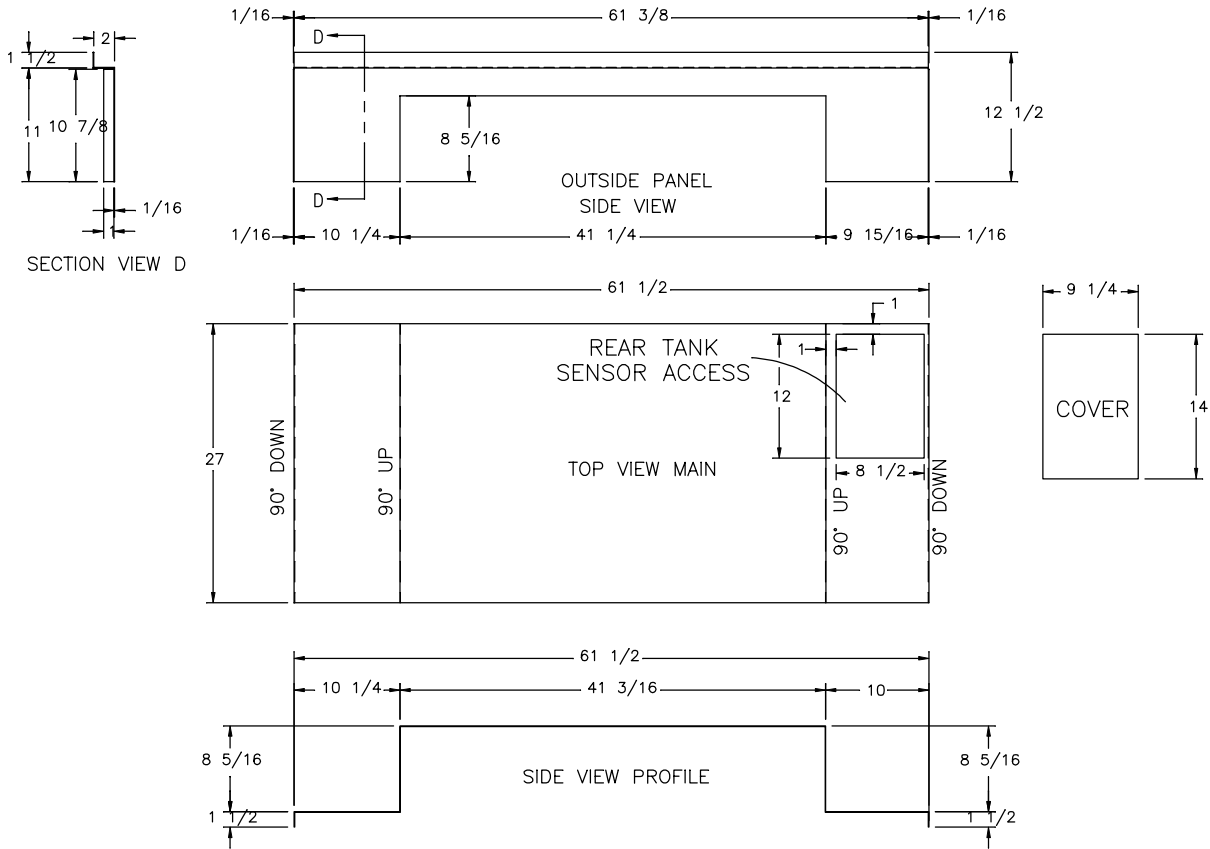 1/16
61 3/8
1/16
D
2
1 1/2
11
10 7/8
8 5/16
12 1/2
OUTSIDE PANEL
SIDE VIEW
D
1/16
1
SECTION VIEW D
1/16
10 1/4
41 1/4
9 15/16
1/16
61 1/2
1
9 1/4
REAR TANK
SENSOR ACCESS
1
12
COVER
14
27
90° DOWN
90° UP
TOP VIEW MAIN
8 1/2
90° UP
90° DOWN
61 1/2
10 1/4
41 3/16
10
8 5/16
8 5/16
SIDE VIEW PROFILE
1 1/2
1 1/2